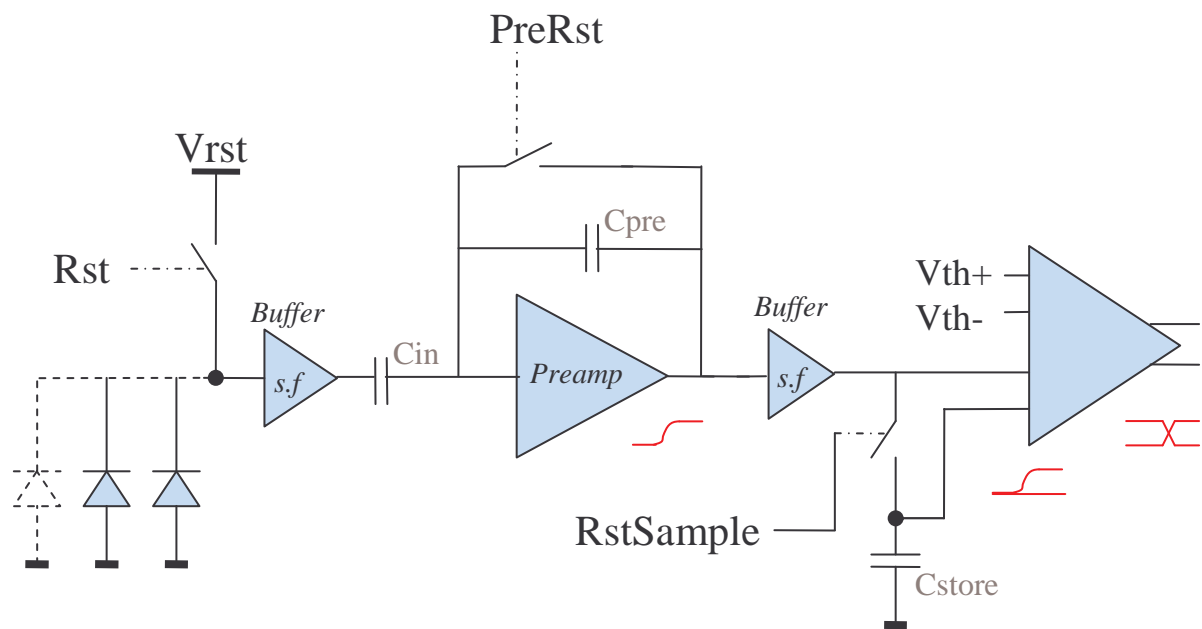 PreRst
Vrst
Cpre
Rst
Vth+
Buffer
Buffer
Vth-
Cin
s.f
Preamp
s.f
RstSample
Cstore